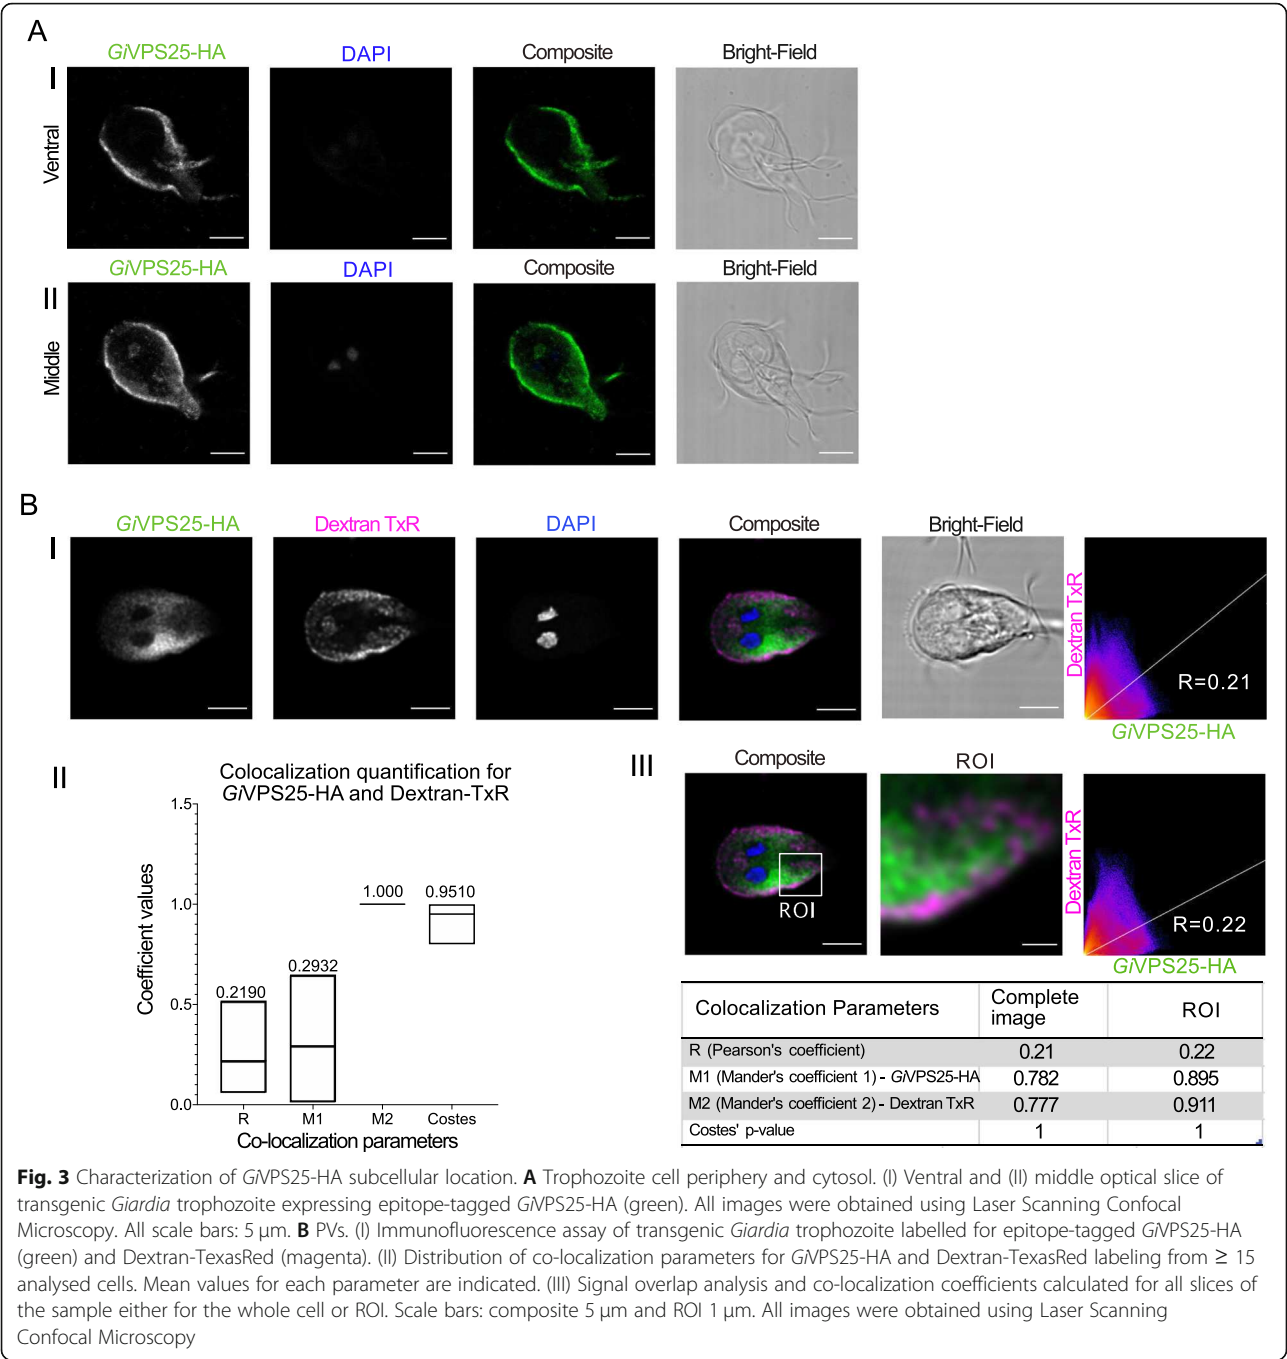 A
I
GiVPS25-HA DAPI Composite Bright-Field
Ventral
GiVPS25-HA DAPI Composite Bright-Field
II
Middle
B
I
GiVPS25-HA Dextran TxR DAPI Composite Bright-Field
Dextran TxR
R=0.21
GiVPS25-HA
II
Colocalization quantification for
GiVPS25-HA and Dextran-TxR
Coefficient values
1.5
1.0
0.5
0.0
0.2190
0.2932
1.000
0.9510
R M1 M2 Costes
Co-localization parameters
III
Composite ROI
ROI
Dextran TxR
R=0.22
GiVPS25-HA
Colocalization Parameters Complete image ROI
R (Pearson's coefficient) 0.21 0.22
M1 (Mander's coefficient 1) - GiVPS25-HA 0.782 0.895
M2 (Mander's coefficient 2) - Dextran TxR 0.777 0.911
Costes' p-value 1 1
Fig. 3 Characterization of GiVPS25-HA subcellular location. A Trophozoite cell periphery and cytosol. (I) Ventral and (II) middle optical slice of
transgenic Giardia trophozoite expressing epitope-tagged GiVPS25-HA (green). All images were obtained using Laser Scanning Confocal
Microscopy. All scale bars: 5 µm. B PVs. (I) Immunofluorescence assay of transgenic Giardia trophozoite labelled for epitope-tagged GiVPS25-HA
(green) and Dextran-TexasRed (magenta). (II) Distribution of co-localization parameters for GiVPS25-HA and Dextran-TexasRed labeling from ≥ 15
analysed cells. Mean values for each parameter are indicated. (III) Signal overlap analysis and co-localization coefficients calculated for all slices of
the sample either for the whole cell or ROI. Scale bars: composite 5 µm and ROI 1 µm. All images were obtained using Laser Scanning
Confocal Microscopy